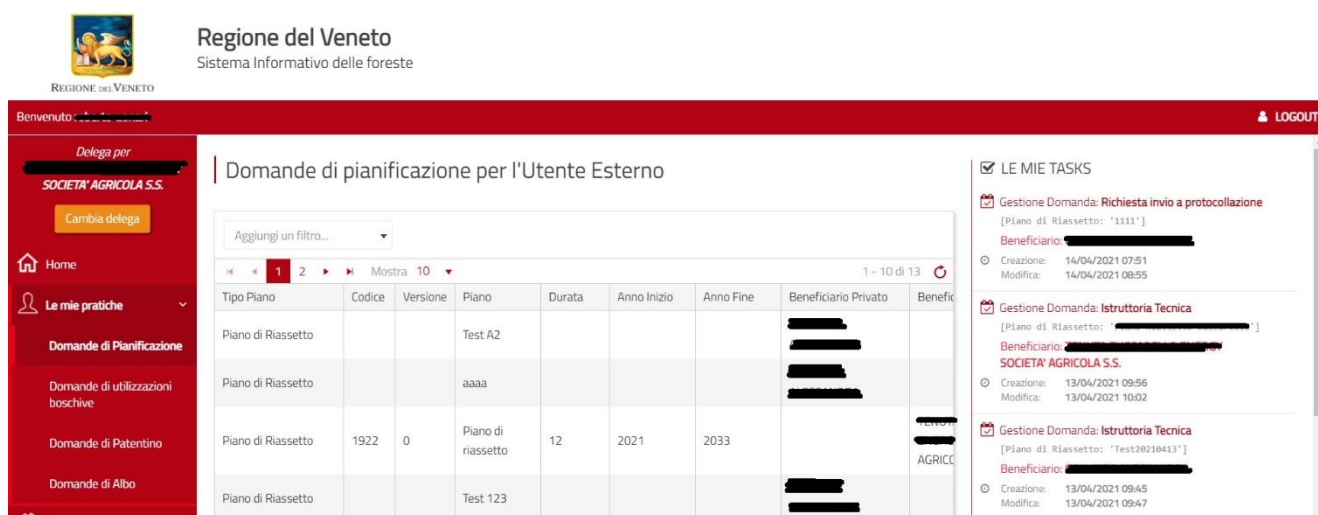 Regione del Veneto
Sistema Informativo delle foreste
REGIONE DEL VENETO
Benvenuto
LOGOUT
Delega per
SOCIETA' AGRICOLA S.S.
Cambia delega
Home
Le mie pratiche
Domande di Pianificazione
Domande di utilizzazioni
boschive
Domande di Patentino
Domande di Albo
Domande di pianificazione per l'Utente Esterno
Aggiungi un filtro...
1 2 Mostra 10 1 - 10 di 13
Tipo Piano Codice Versione Piano Durata Anno Inizio Anno Fine Beneficiario Privato Benefic
Piano di Riassetto Test A2
Piano di Riassetto aaaa
Piano di Riassetto 1922 0 Piano di riassetto 12 2021 2033 AGRICO
Piano di Riassetto Test 123
LE MIE TASKS
Gestione Domanda: Richiesta invio a protocollazione
[Piano di Riassetto: '1111']
Beneficiario:
Creazione: 14/04/2021 07:51
Modifica: 14/04/2021 08:55
Gestione Domanda: Istruttoria Tecnica
[Piano di Riassetto: ' ']
Beneficiario:
SOCIETA' AGRICOLA S.S.
Creazione: 13/04/2021 09:56
Modifica: 13/04/2021 10:02
Gestione Domanda: Istruttoria Tecnica
[Piano di Riassetto: 'Test20210413']
Beneficiario:
Creazione: 13/04/2021 09:45
Modifica: 13/04/2021 09:47